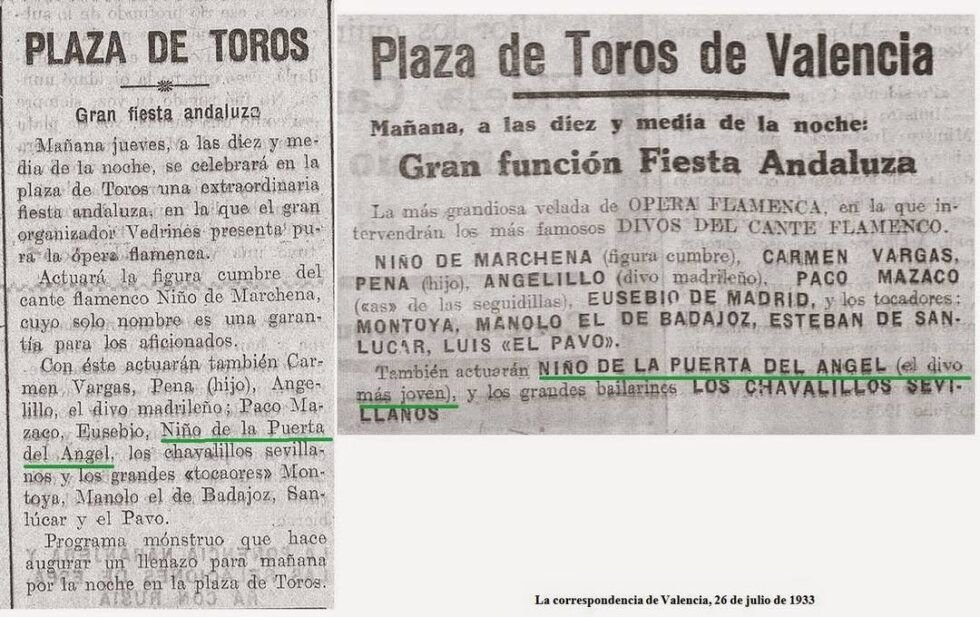 PLAZA DE TOROS
Gran fiesta andaluza
Mañana jueves, a las diez y me-
dia de la noche, se celebrará en la
plaza de Toros una extraordinaria
fiesta andaluza, en la que el gran
organizador Vedrines presenta pu-
ra la ópera flamenca.
Actuará la figura cumbre del
cante flamenco Niño de Marchena,
cuyo solo nombre es una garan-
tía para los aficionados.
Con éste actuarán también Car-
men Vargas, Pena (hijo), Ange-
lillo, el divo madrileño; Paco Ma-
zaco, Eusebio, Niño de la Puerta
del Angel, los chavalillos sevilla-
nos y los grandes «tocaores» Mon-
toya, Manolo el de Badajoz, San-
lúcar y el Pavo.
Programa mónstruo que hace
augurar un llenazo para mañana
por la noche en la plaza de Toros.
Plaza de Toros de Valencia
Mañana, a las diez y media de la noche:
Gran función Fiesta Andaluza
La más grandiosa velada de OPERA FLAMENCA, en la que in-
tervendrán los más famosos DIVOS DEL CANTE FLAMENCO.
NIÑO DE MARCHENA (figura cumbre), CARMEN VARGAS,
PENA (hijo), ANGELILLO (divo madrileño), PACO MAZACO
(«as» de las seguidillas), EUSEBIO DE MADRID, y los tocadores:
MONTOYA, MANOLO EL DE BADAJOZ, ESTEBAN DE SAN-
LUCAR, LUIS «EL PAVO».
También actuarán NIÑO DE LA PUERTA DEL ANGEL (el divo
más joven), y los grandes bailarines LOS CHAVALILLOS SEVI-
LLANOS
La correspondencia de Valencia, 26 de julio de 1933